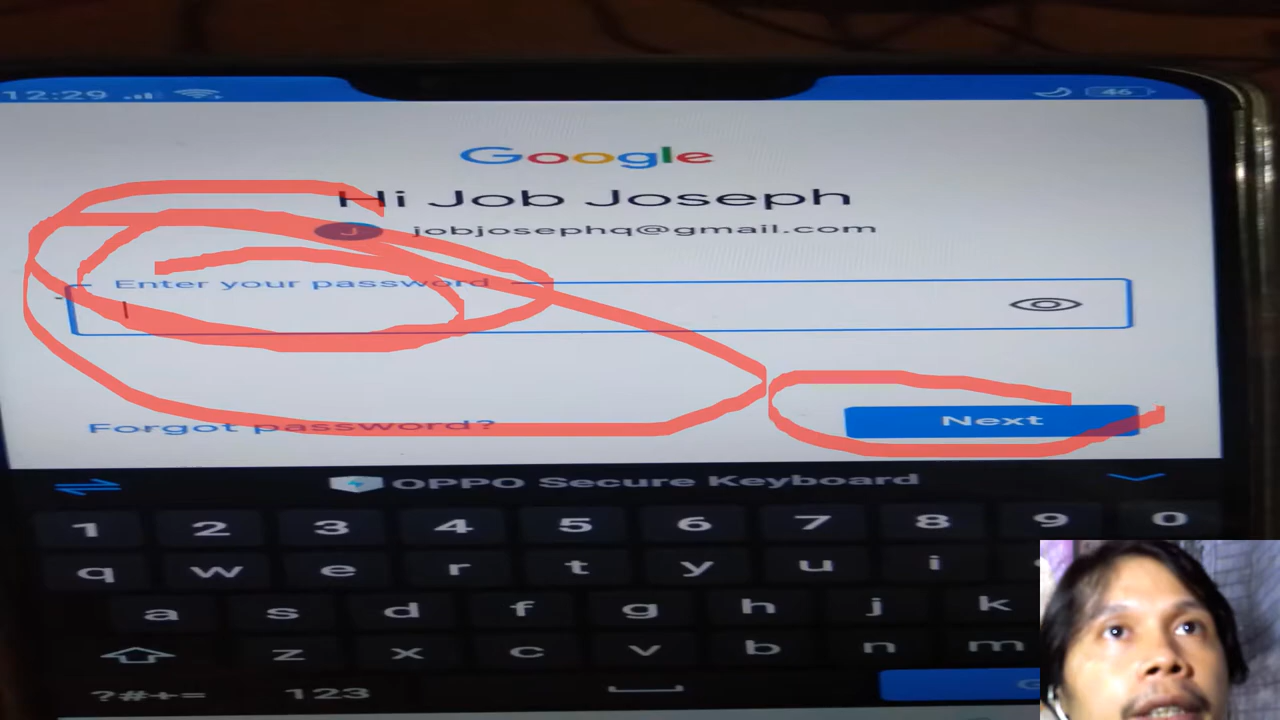 12:29
46
Google
Hi Job Joseph
J jobjosephq@gmail.com
Enter your password
Forgot password?
Next
OPPO Secure Keyboard
1 2 3 4 5 6 7 8 9 0
q w e r t y u i
a s d f g h j k
z x c v b n m
?#+= 123